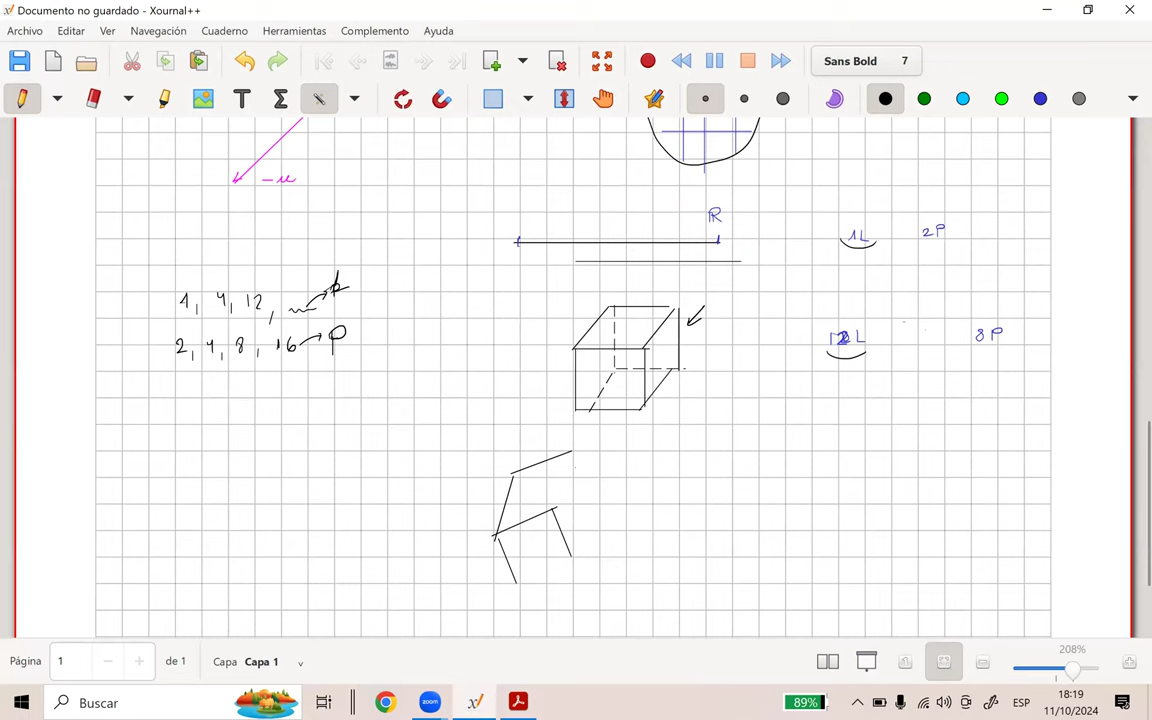 Documento no guardado - Xournal++
Archivo Editar Ver Navegación Cuaderno Herramientas Complemento Ayuda
Sans Bold 7
T Σ
-u
ℝ
1L 2P
1, 4, 12,
2, 4, 8, 16 → P
L 8P
Página 1 de 1 Capa Capa 1
208%
Buscar
zoom
89%
ESP
18:19
11/10/2024